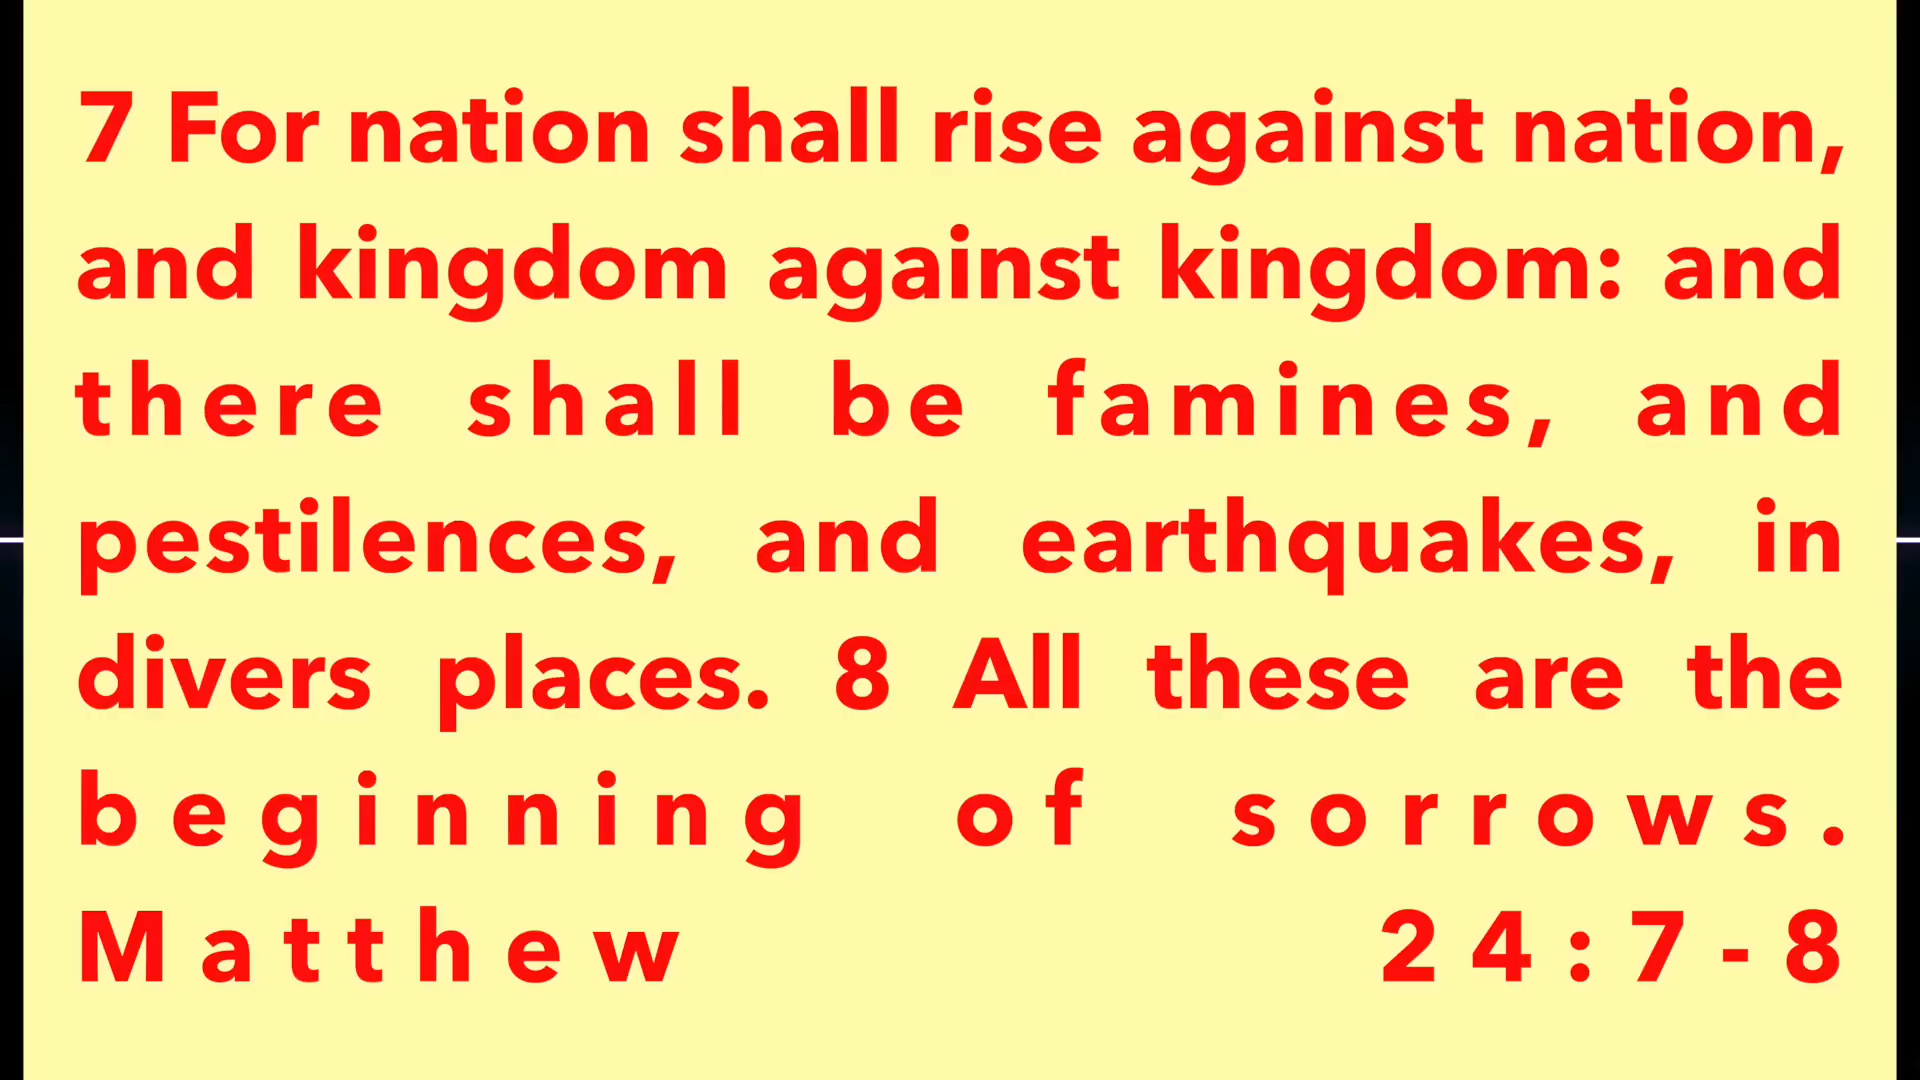 7 For nation shall rise against nation,
and kingdom against kingdom: and
there shall be famines, and
pestilences, and earthquakes, in
divers places. 8 All these are the
beginning of sorrows.
Matthew 24:7-8